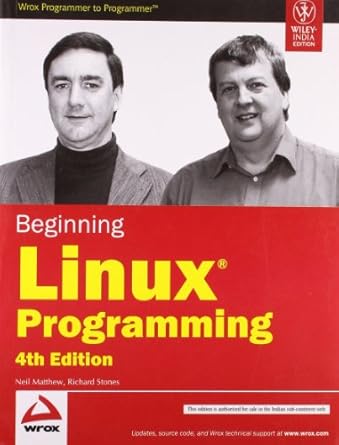 Wrox Programmer to Programmer™
WILEY-
INDIA
EDITION
Beginning
Linux®
Programming
4th Edition
Neil Matthew, Richard Stones
This edition is authorized for sale in the Indian sub-continent only
wrox
Updates, source code, and Wrox technical support at www.wrox.com